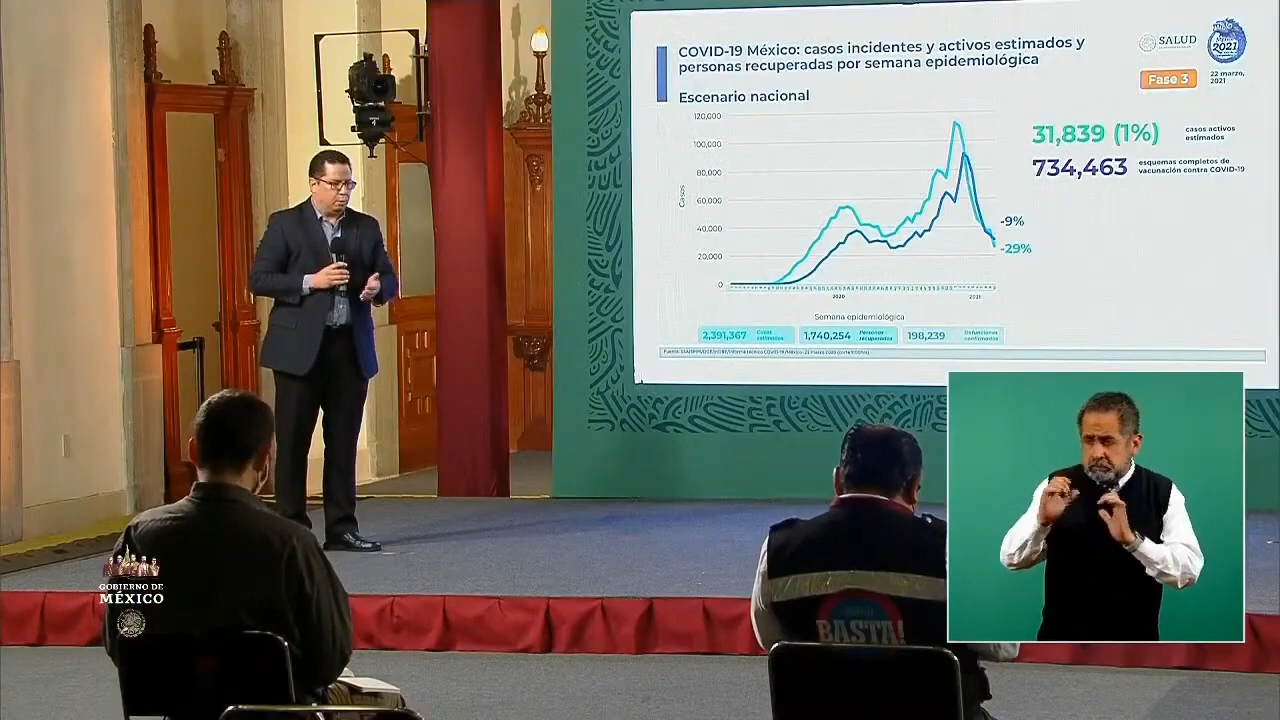 COVID-19 México: casos incidentes y activos estimados y
personas recuperadas por semana epidemiológica
SALUD
2021
Fase 3
22 marzo,
2021
Escenario nacional
120,000
100,000
80,000
60,000
40,000
20,000
0
Casos
2020
2021
Semana epidemiológica
-9%
-29%
31,839 (1%)
casos activos
estimados
734,463
esquemas completos de
vacunación contra COVID-19
2,391,367
Casos
estimados
1,740,254
Personas
recuperadas
198,239
Defunciones
confirmadas
GOBIERNO DE
MÉXICO
BASTA!